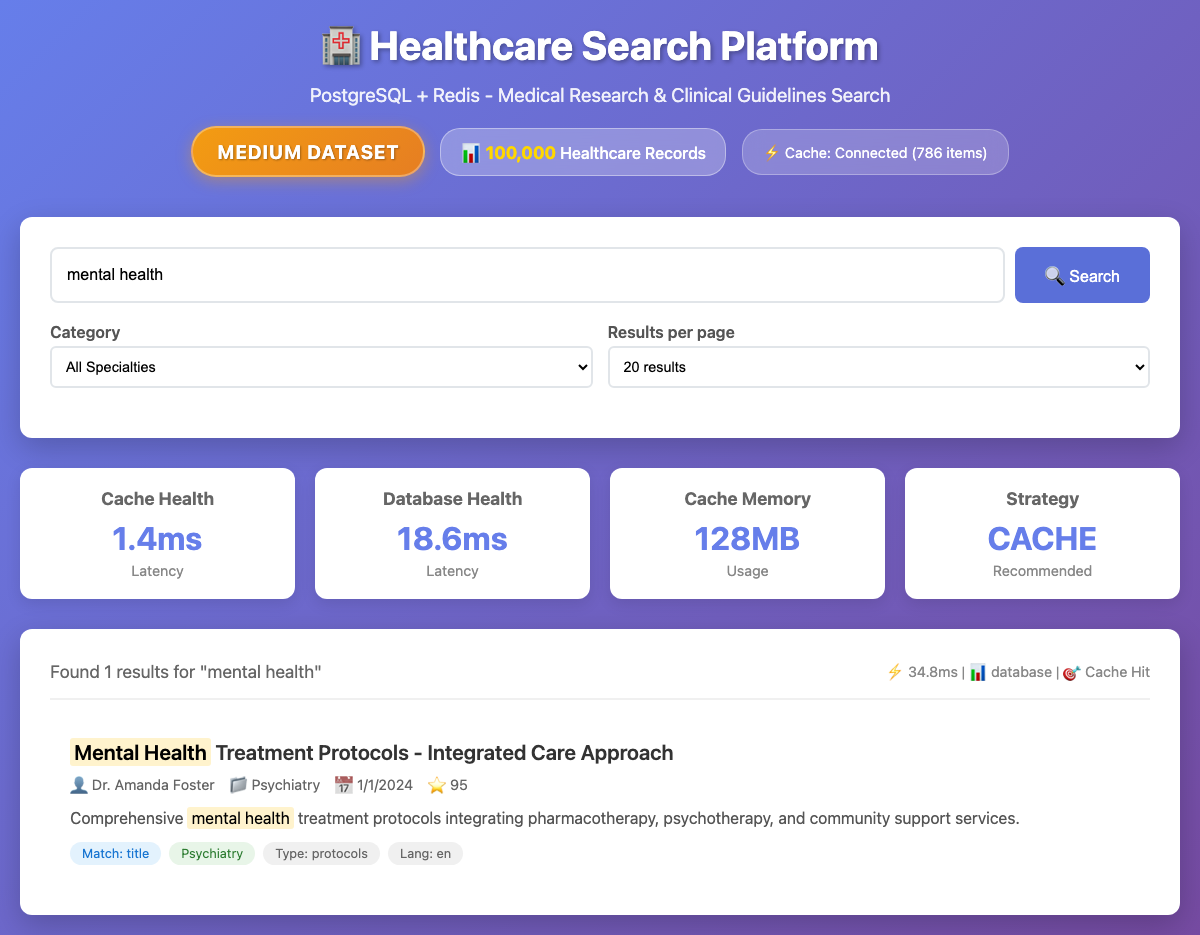 🏥 Healthcare Search Platform
PostgreSQL + Redis - Medical Research & Clinical Guidelines Search
MEDIUM DATASET
📊 100,000 Healthcare Records
⚡ Cache: Connected (786 items)
mental health
🔍 Search
Category
Results per page
All Specialties
20 results
Cache Health
1.4ms
Latency
Database Health
18.6ms
Latency
Cache Memory
128MB
Usage
Strategy
CACHE
Recommended
Found 1 results for "mental health"
⚡ 34.8ms | 📊 database | 🎯 Cache Hit
Mental Health Treatment Protocols - Integrated Care Approach
👤 Dr. Amanda Foster 📁 Psychiatry 📅 1/1/2024 ⭐ 95
Comprehensive mental health treatment protocols integrating pharmacotherapy, psychotherapy, and community support services.
Match: title Psychiatry Type: protocols Lang: en